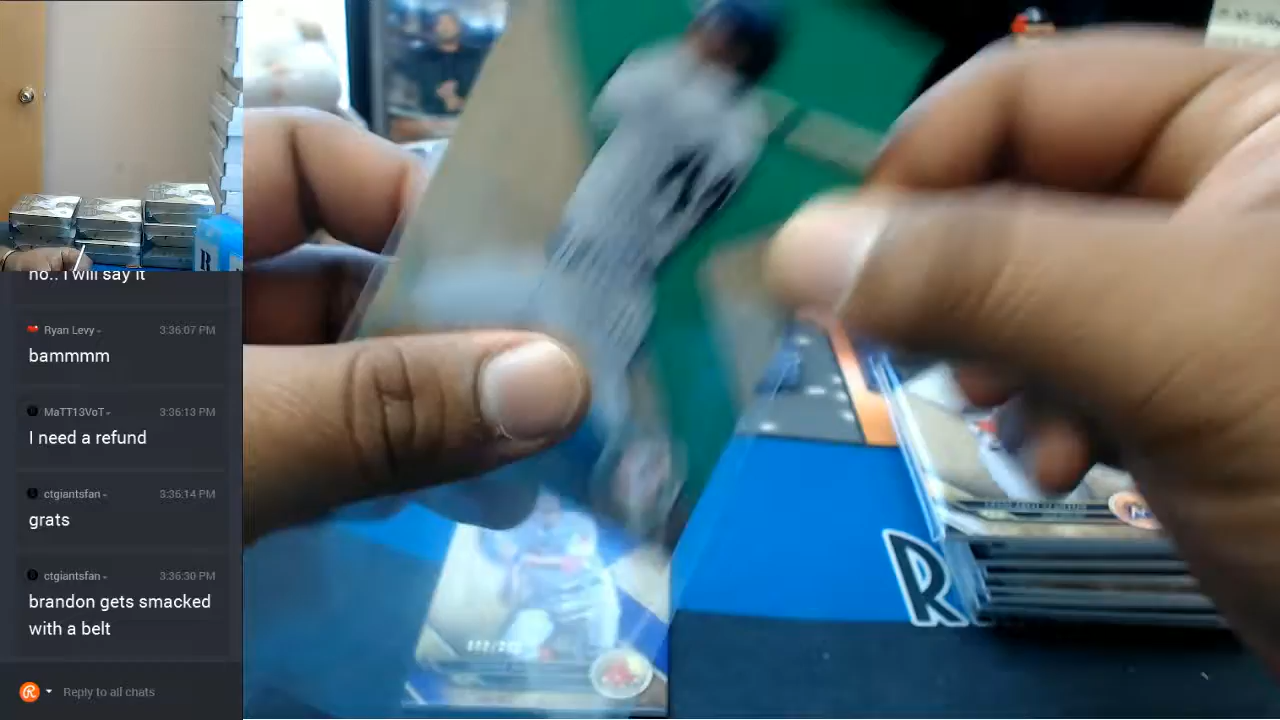 no.. I will say it
Ryan Levy
3:36:07 PM
bammmm
MaTT13VoT
3:36:13 PM
I need a refund
ctgiantsfan
3:36:14 PM
grats
ctgiantsfan
3:36:30 PM
brandon gets smacked
with a belt
Reply to all chats
R
R
R